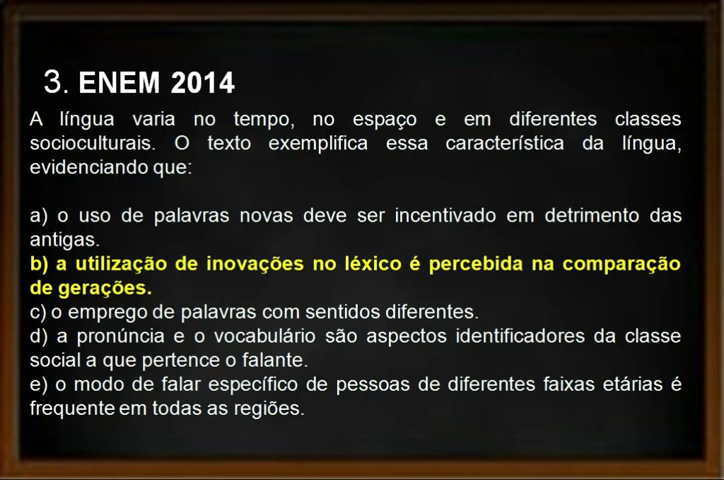 3. ENEM 2014
A língua varia no tempo, no espaço e em diferentes classes
socioculturais. O texto exemplifica essa característica da língua,
evidenciando que:
a) o uso de palavras novas deve ser incentivado em detrimento das
antigas.
b) a utilização de inovações no léxico é percebida na comparação
de gerações.
c) o emprego de palavras com sentidos diferentes.
d) a pronúncia e o vocabulário são aspectos identificadores da classe
social a que pertence o falante.
e) o modo de falar específico de pessoas de diferentes faixas etárias é
frequente em todas as regiões.